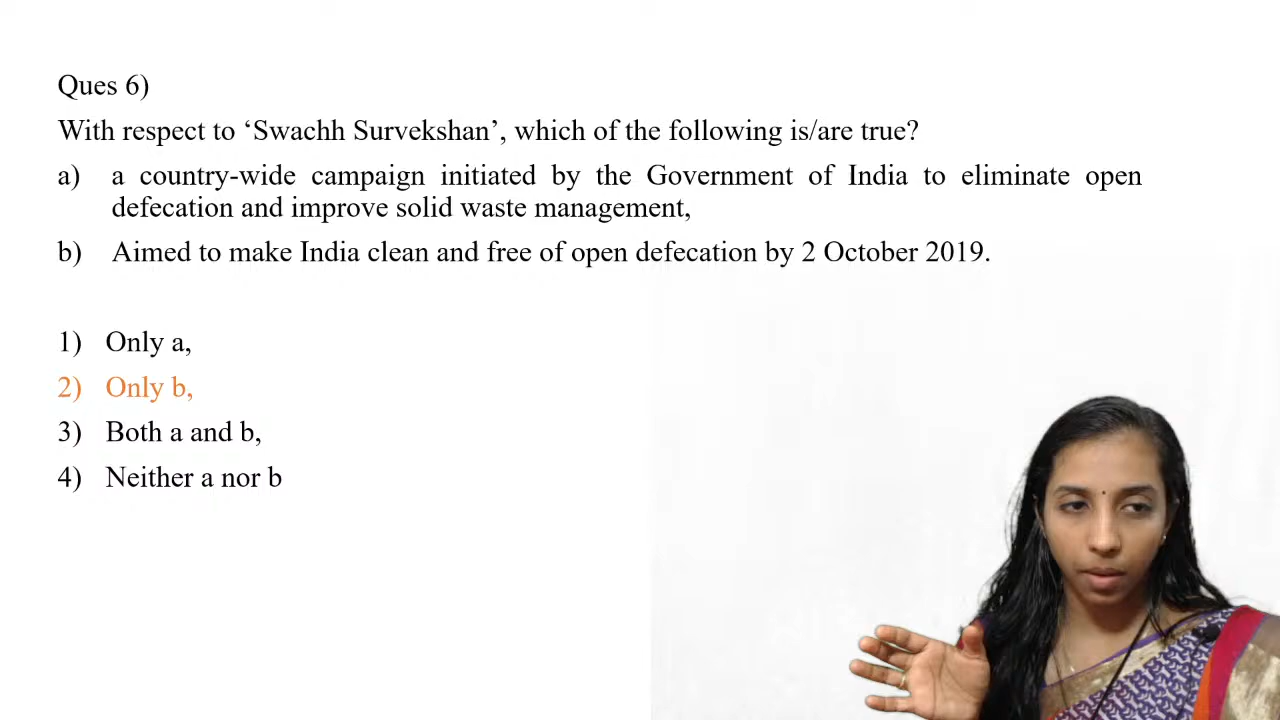 Ques 6)
With respect to ‘Swachh Survekshan’, which of the following is/are true?
a) a country-wide campaign initiated by the Government of India to eliminate open
defecation and improve solid waste management,
b) Aimed to make India clean and free of open defecation by 2 October 2019.
1) Only a,
2) Only b,
3) Both a and b,
4) Neither a nor b